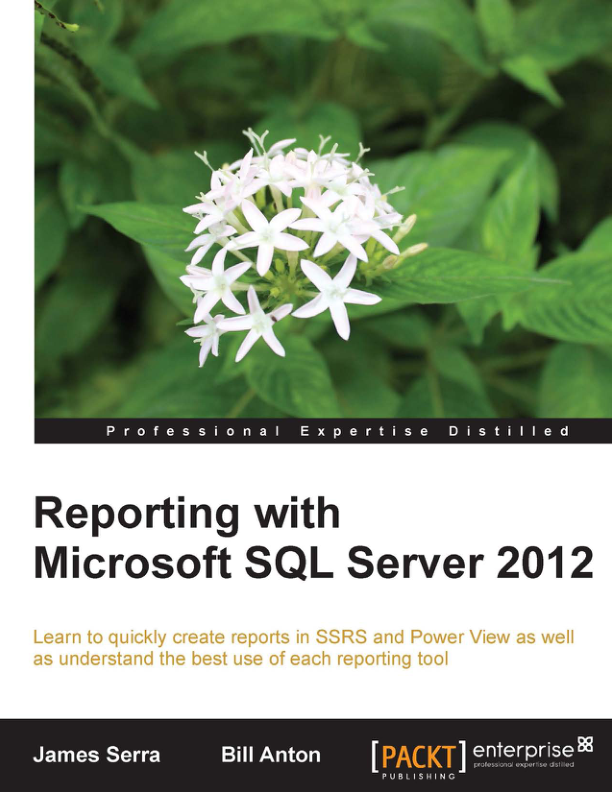 Professional Expertise Distilled
Reporting with
Microsoft SQL Server 2012
Learn to quickly create reports in SSRS and Power View as well
as understand the best use of each reporting tool
James Serra Bill Anton [PACKT] enterprise
PUBLISHING professional expertise distilled